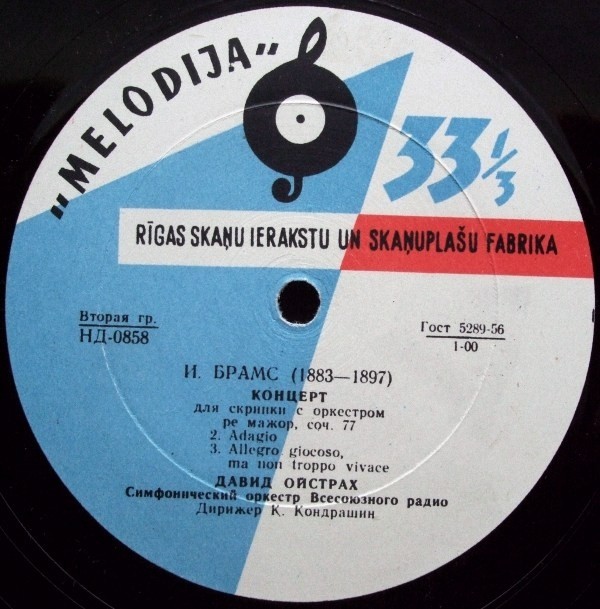 „MELODIJA"
33⅓
RĪGAS SKAŅU IERAKSTU UN SKAŅUPLAŠU FABRIKA
Вторая гр.
НД-0858
Гост 5289-56
1-00
И. БРАМС (1883—1897)
КОНЦЕРТ
для скрипки с оркестром
ре мажор, соч. 77
2. Adagio
3. Allegro giocoso,
ma non troppo vivace
ДАВИД ОЙСТРАХ
Симфонический оркестр Всесоюзного радио
Дирижер К. Кондрашин